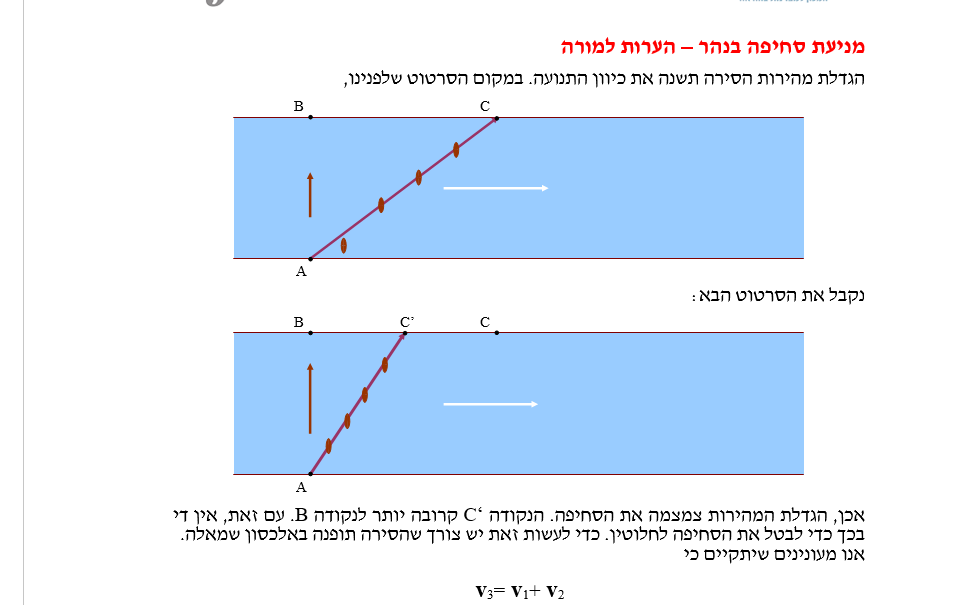 מניעת סחיפה בנהר – הערות למורה
הגדלת מהירות הסירה תשנה את כיוון התנועה. במקום הסרטוט שלפנינו,
B C
A
נקבל את הסרטוט הבא:
B C' C
A
אכן, הגדלת המהירות צמצמה את הסחיפה. הנקודה C‘ קרובה יותר לנקודה B. עם זאת, אין די
בכך כדי לבטל את הסחיפה לחלוטין. כדי לעשות זאת יש צורך שהסירה תופנה באלכסון שמאלה.
אנו מעונינים שיתקיים כי
v₃= v₁+ v₂